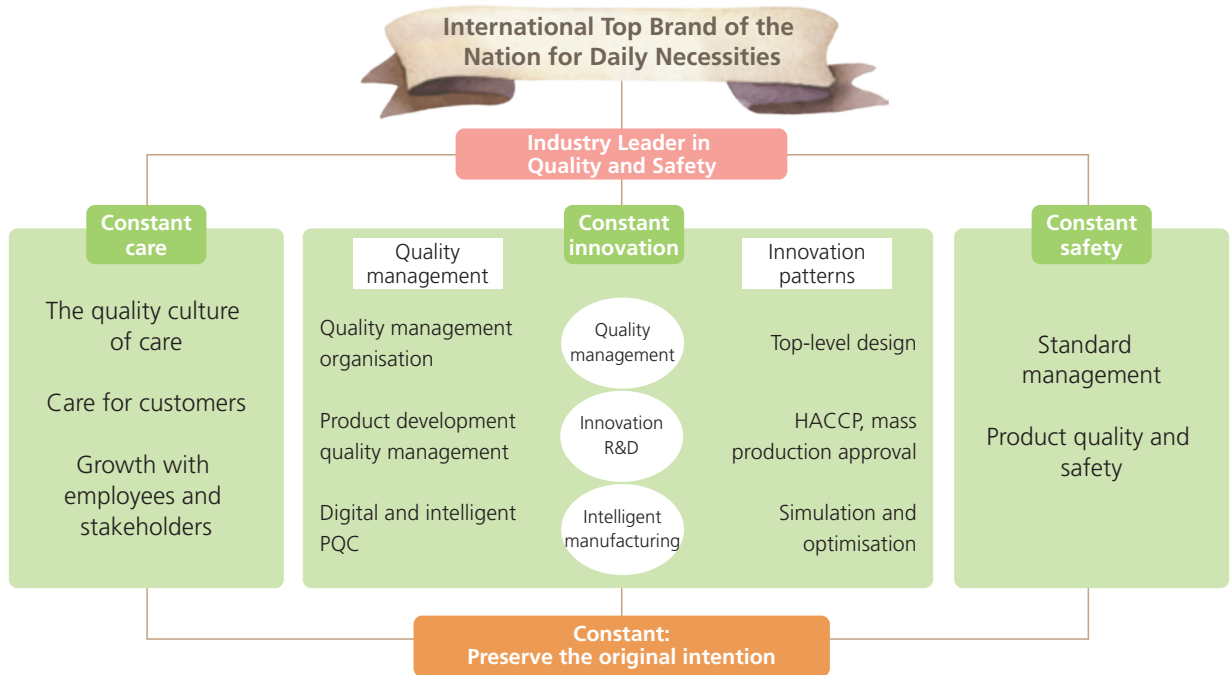 International Top Brand of the
Nation for Daily Necessities
Industry Leader in
Quality and Safety
Constant
care
The quality culture
of care
Care for customers
Growth with
employees and
stakeholders
Constant
innovation
Quality
management
Innovation
patterns
Quality management
organisation
Quality
management
Top-level design
Product development
quality management
Innovation
R&D
HACCP, mass
production approval
Digital and intelligent
PQC
Intelligent
manufacturing
Simulation and
optimisation
Constant
safety
Standard
management
Product quality and
safety
Constant:
Preserve the original intention